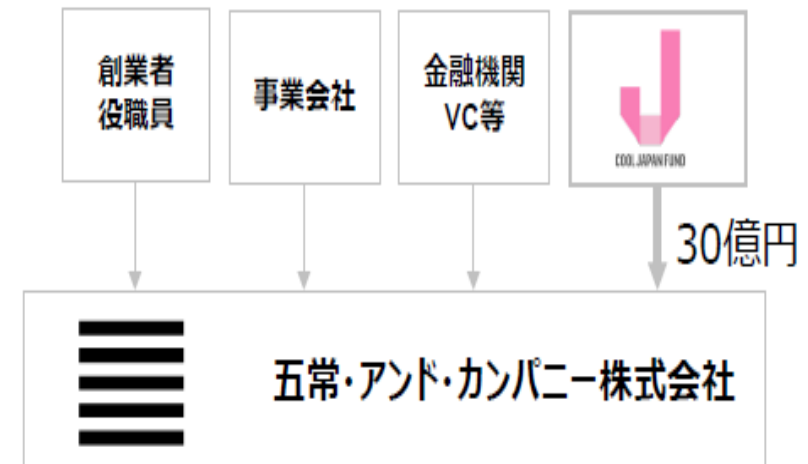 創業者
役職員
事業会社
金融機関
VC等
COOL JAPAN FUND
30億円
五常・アンド・カンパニー株式会社